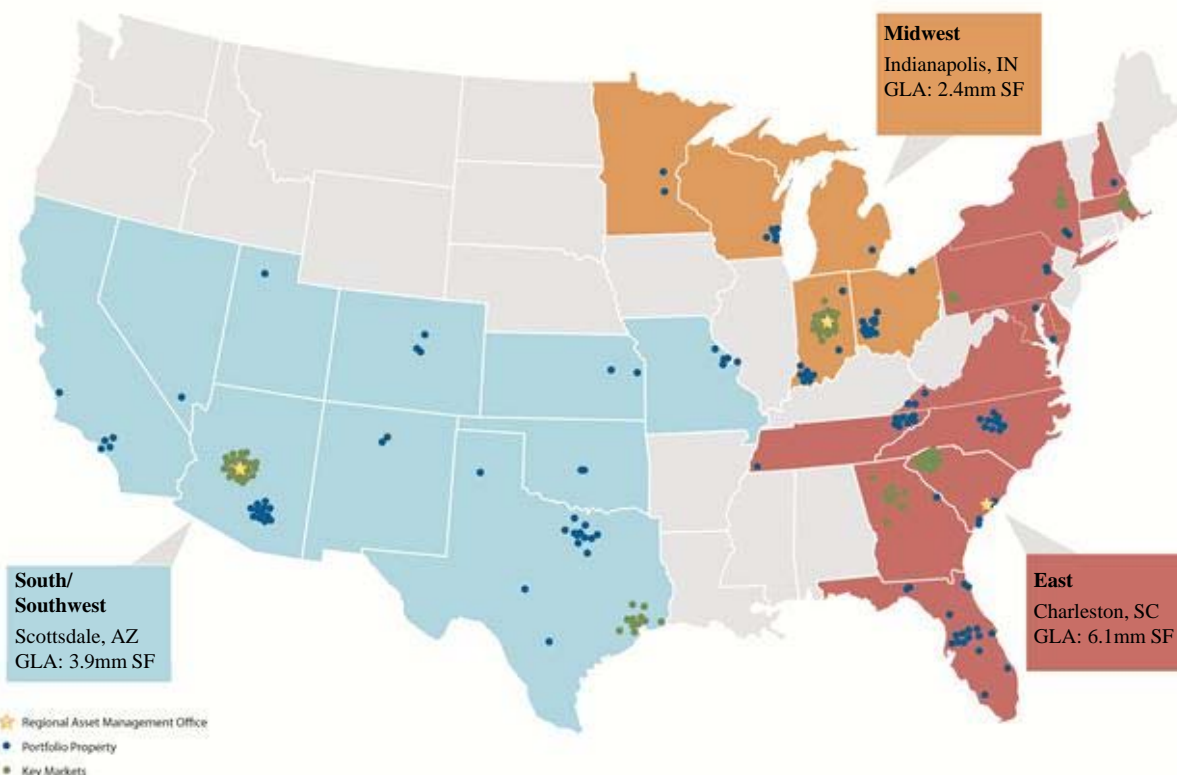 Midwest
Indianapolis, IN
GLA: 2.4mm SF
South/
Southwest
Scottsdale, AZ
GLA: 3.9mm SF
East
Charleston, SC
GLA: 6.1mm SF
Regional Asset Management Office
Portfolio Property
Key Markets